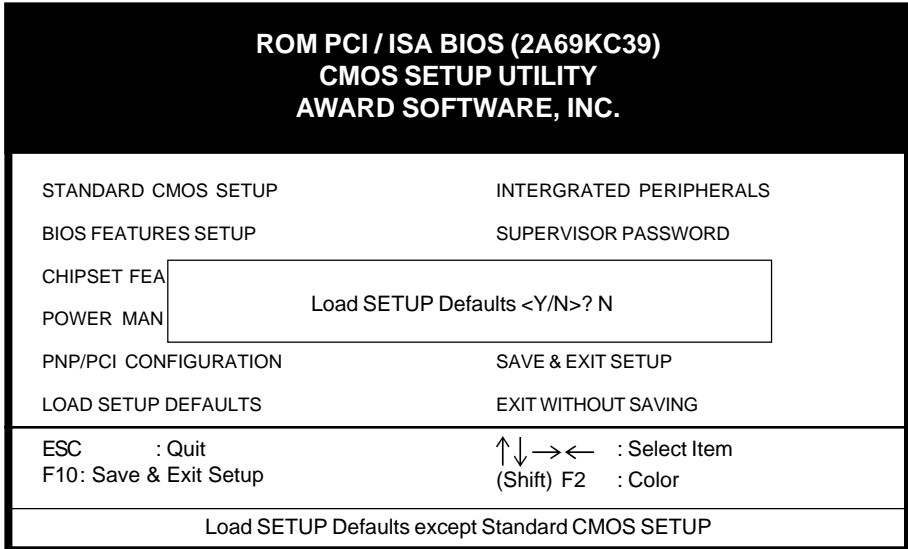 ROM PCI / ISA BIOS (2A69KC39)
CMOS SETUP UTILITY
AWARD SOFTWARE, INC.
STANDARD CMOS SETUP
BIOS FEATURES SETUP
CHIPSET FEA
POWER MAN
PNP/PCI CONFIGURATION
LOAD SETUP DEFAULTS
INTERGRATED PERIPHERALS
SUPERVISOR PASSWORD
SAVE & EXIT SETUP
EXIT WITHOUT SAVING
Load SETUP Defaults <Y/N>? N
ESC : Quit
F10: Save & Exit Setup
↑↓→← : Select Item
(Shift) F2 : Color
Load SETUP Defaults except Standard CMOS SETUP